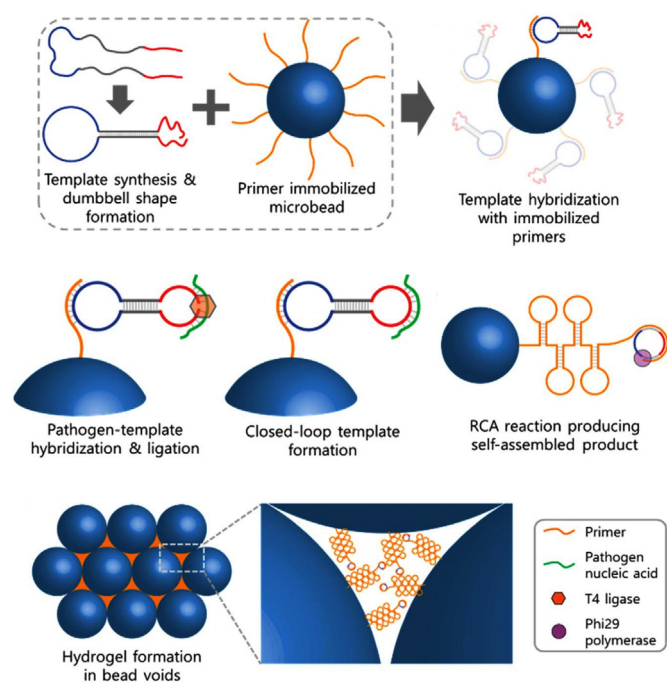 Template synthesis &
dumbbell shape
formation
Primer immobilized
microbead
Template hybridization
with immobilized
primers
Pathogen-template
hybridization & ligation
Closed-loop template
formation
RCA reaction producing
self-assembled product
Hydrogel formation
in bead voids
Primer
Pathogen
nucleic acid
T4 ligase
Phi29
polymerase